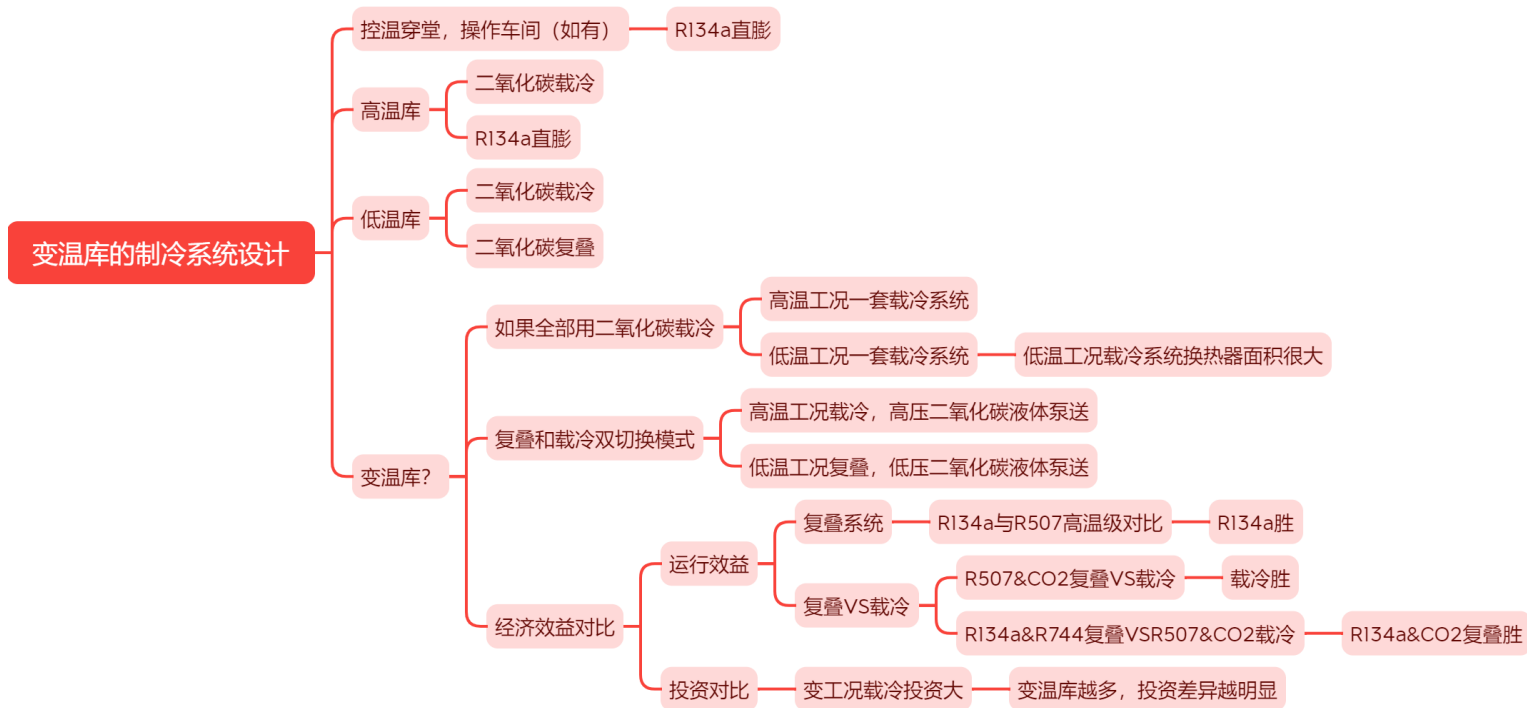 变温库的制冷系统设计
控温穿堂，操作车间（如有）
R134a直膨
高温库
二氧化碳载冷
R134a直膨
低温库
二氧化碳载冷
二氧化碳复叠
变温库？
如果全部用二氧化碳载冷
高温工况一套载冷系统
低温工况一套载冷系统
低温工况载冷系统换热器面积很大
复叠和载冷双切换模式
高温工况载冷，高压二氧化碳液体泵送
低温工况复叠，低压二氧化碳液体泵送
经济效益对比
运行效益
复叠系统
R134a与R507高温级对比
R134a胜
复叠VS载冷
R507&CO2复叠VS载冷
载冷胜
R134a&R744复叠VSR507&CO2载冷
R134a&CO2复叠胜
投资对比
变工况载冷投资大
变温库越多，投资差异越明显